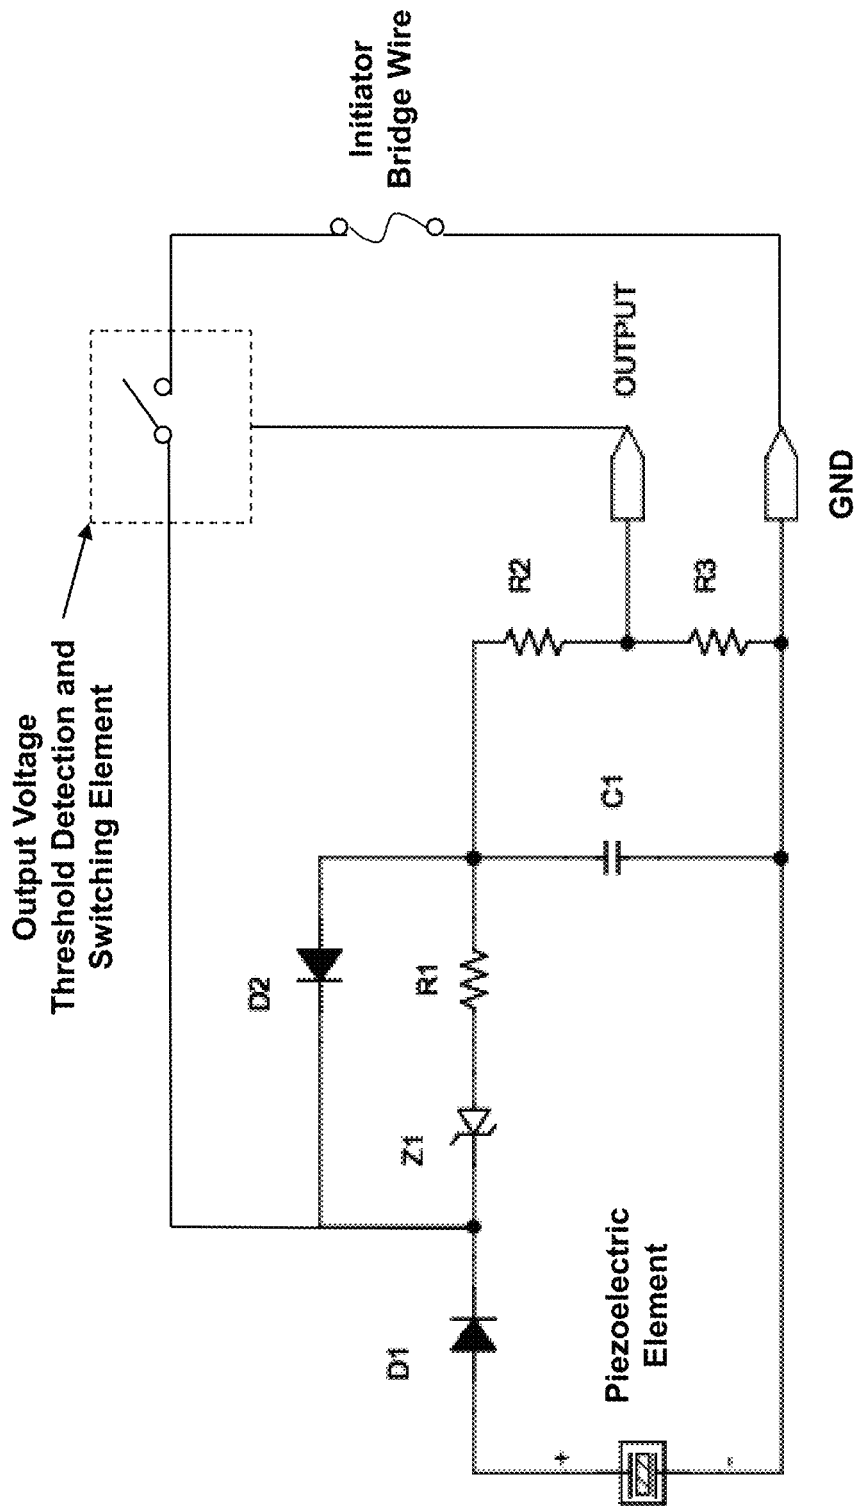 Output Voltage
Threshold Detection and
Switching Element
Initiator
Bridge Wire
D2
D1
Z1
R1
C1
R2
R3
OUTPUT
GND
Piezoelectric
Element
+
-